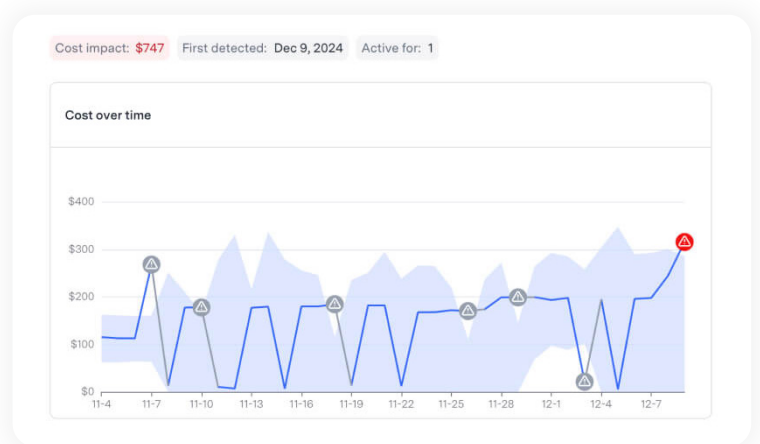 Cost impact: $747 First detected: Dec 9, 2024 Active for: 1
Cost over time
$400
$300
$200
$100
$0
11-4 11-7 11-10 11-13 11-16 11-19 11-22 11-25 11-28 12-1 12-4 12-7